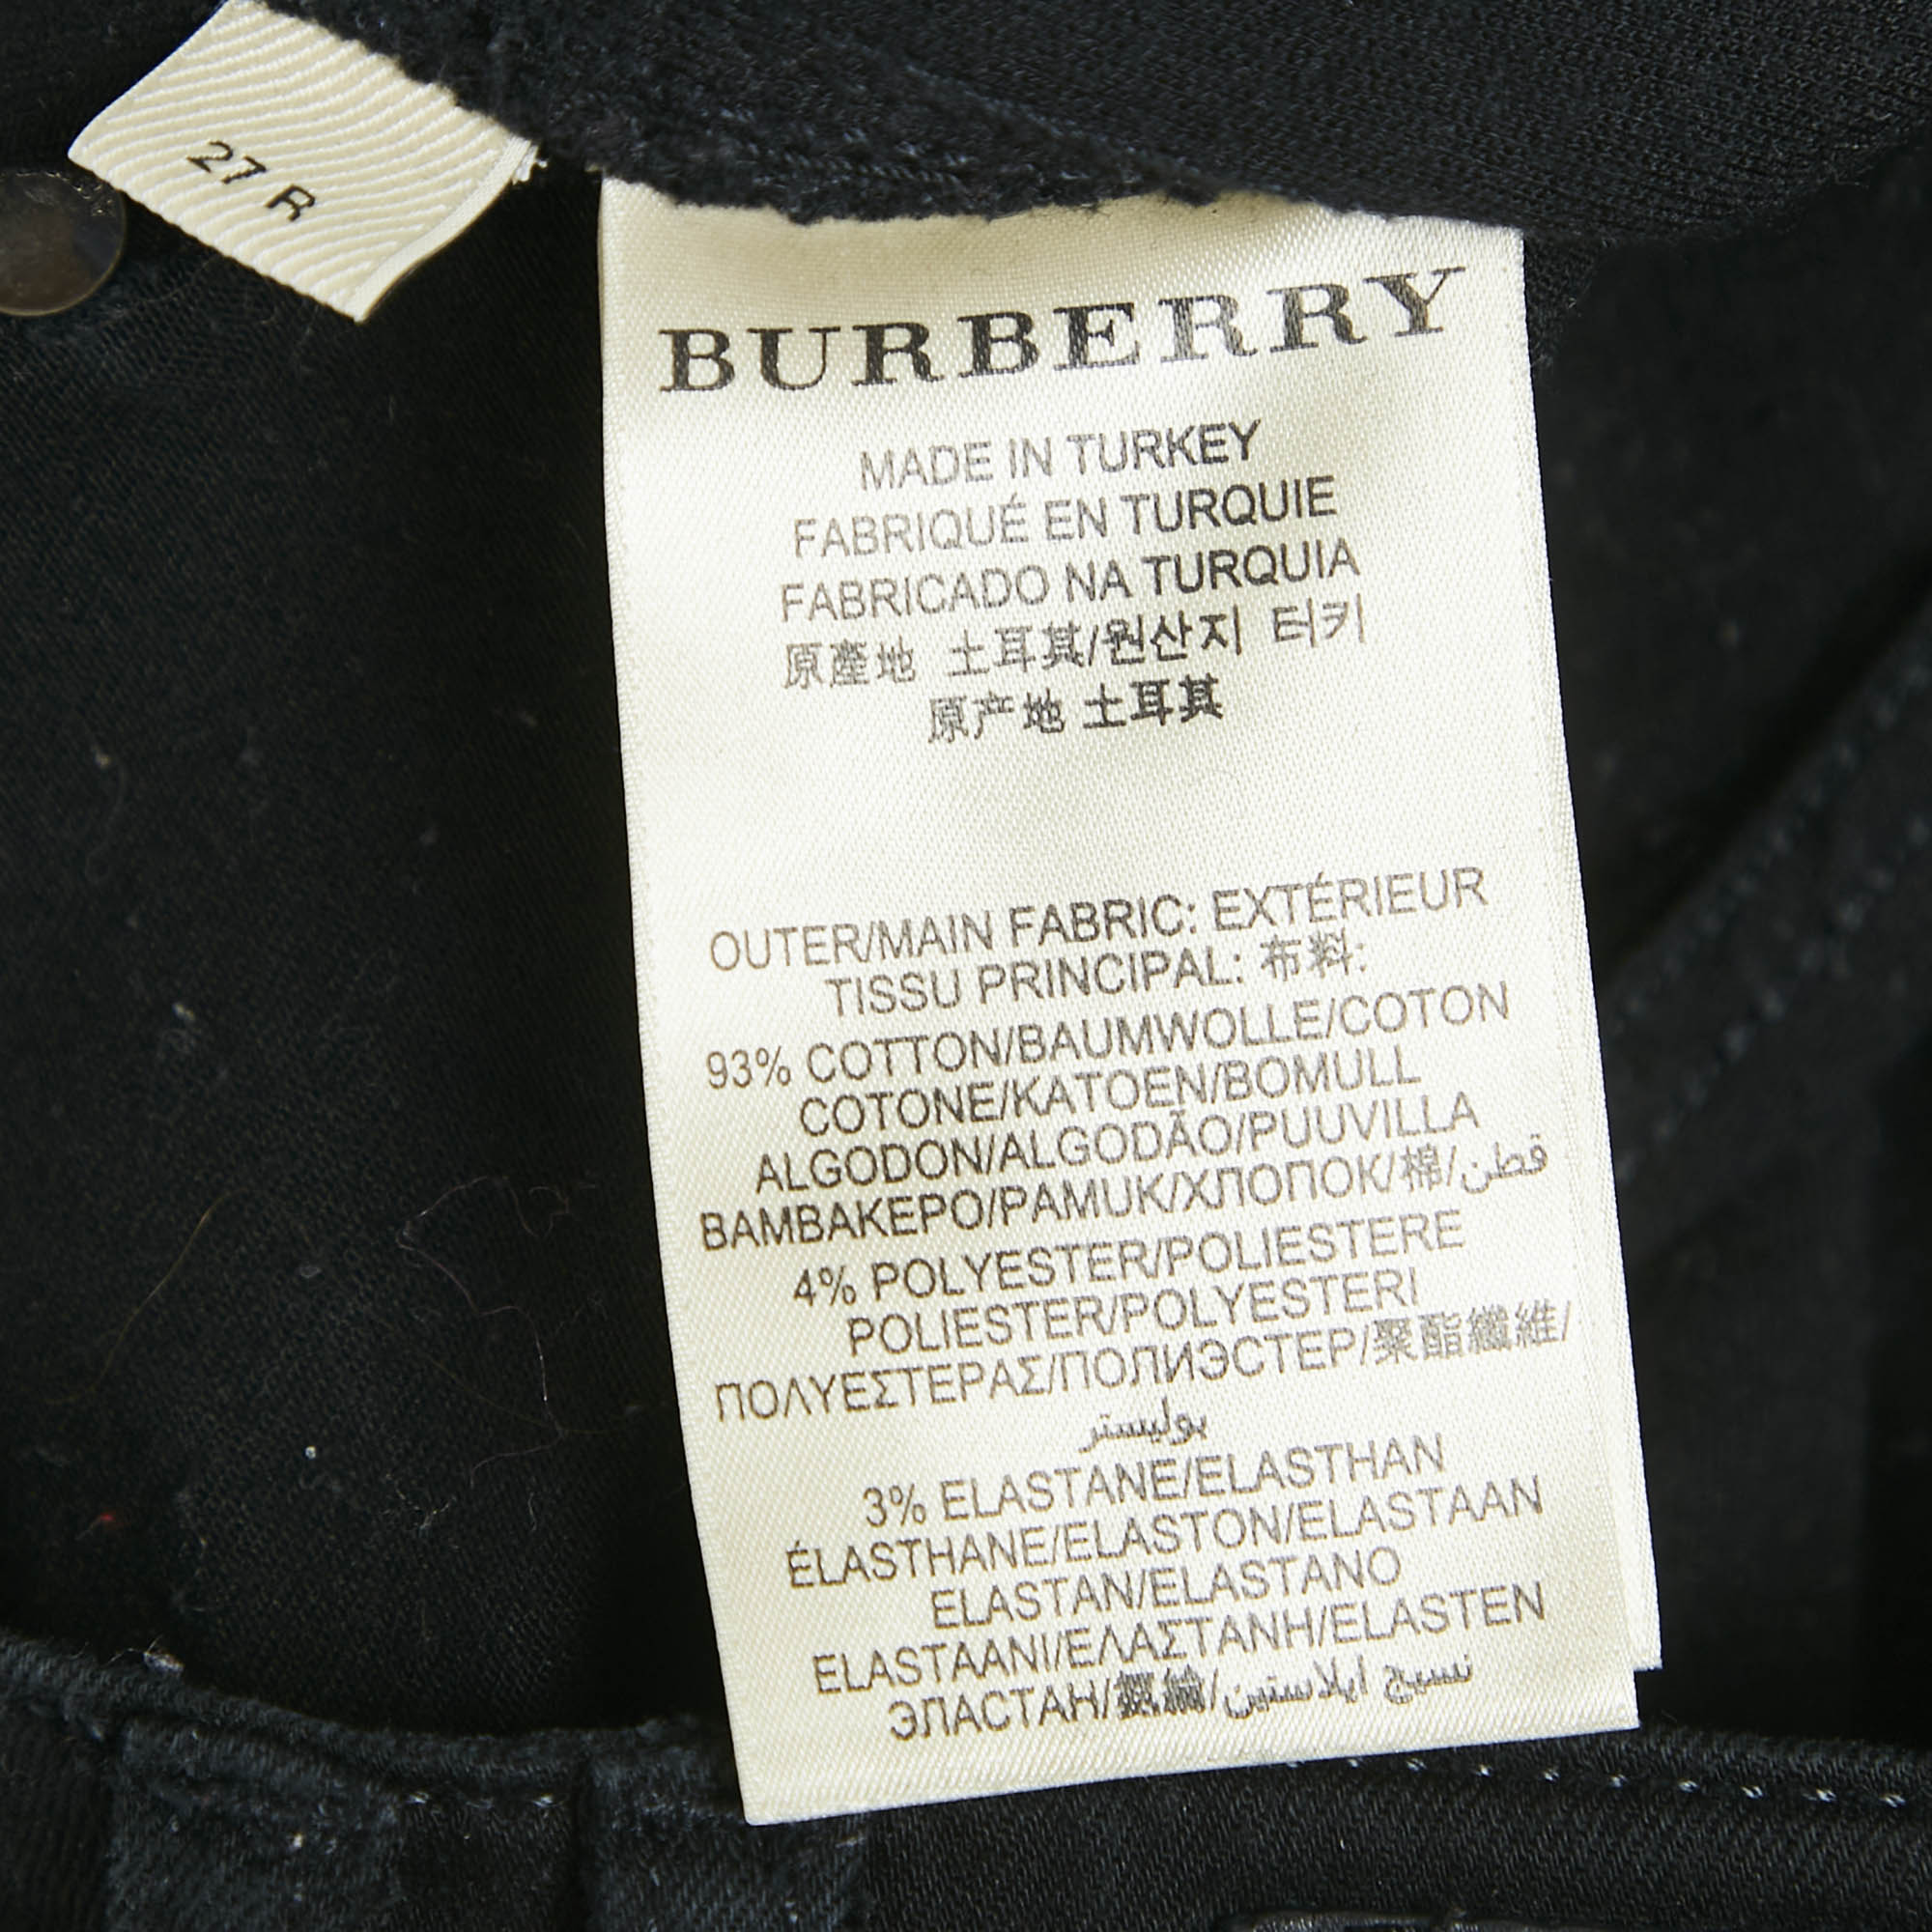 27 R
BURBERRY
MADE IN TURKEY
FABRIQUÉ EN TURQUIE
FABRICADO NA TURQUIA
原產地 土耳其/원산지 터키
原产地 土耳其
OUTER/MAIN FABRIC: EXTÉRIEUR
TISSU PRINCIPAL: 布料:
93% COTTON/BAUMWOLLE/COTON
COTONE/KATOEN/BOMULL
ALGODON/ALGODÃO/PUUVILLA
BAMBAKEPO/PAMUK/ХЛОПОК/棉/قطن
4% POLYESTER/POLIESTERE
POLIESTER/POLYESTERI
ΠΟΛΥΕΣΤΕΡΑΣ/ПОЛИЭСТЕР/聚酯纖維/
بوليستر
3% ELASTANE/ELASTHAN
ÉLASTHANE/ELASTON/ELASTAAN
ELASTAN/ELASTANO
ELASTAANI/ΕΛΑΣΤΑΝΗ/ELASTEN
ЭЛАСТАН/氨綸/نسيج ايلاستين